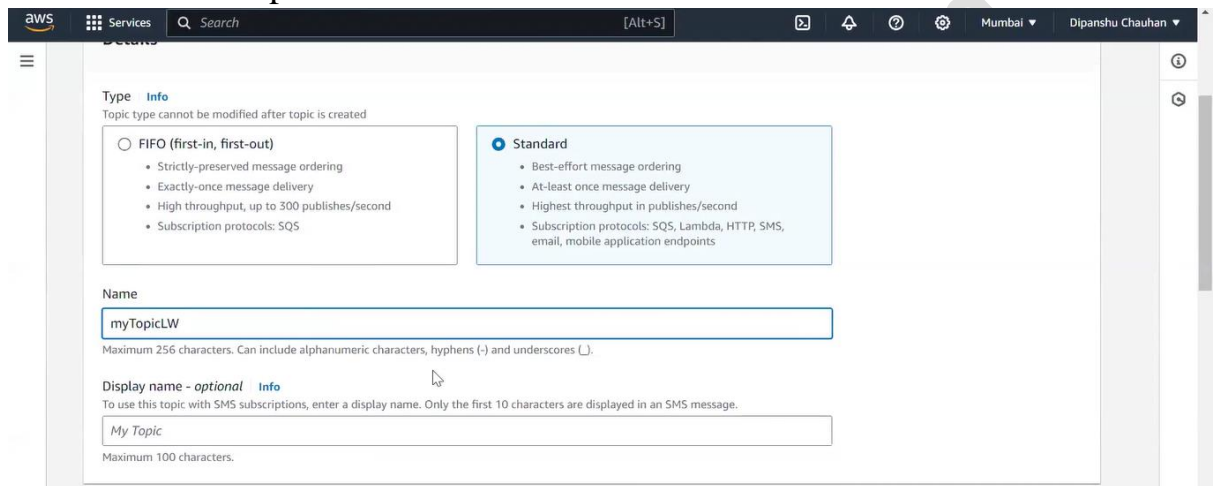 aws Services Search [Alt+S] Mumbai ▼ Dipanshu Chauhan ▼
Details
Type Info
Topic type cannot be modified after topic is created
FIFO (first-in, first-out)
• Strictly-preserved message ordering
• Exactly-once message delivery
• High throughput, up to 300 publishes/second
• Subscription protocols: SQS
Standard
• Best-effort message ordering
• At-least once message delivery
• Highest throughput in publishes/second
• Subscription protocols: SQS, Lambda, HTTP, SMS,
email, mobile application endpoints
Name
myTopicLW
Maximum 256 characters. Can include alphanumeric characters, hyphens (-) and underscores (_).
Display name - optional Info
To use this topic with SMS subscriptions, enter a display name. Only the first 10 characters are displayed in an SMS message.
My Topic
Maximum 100 characters.